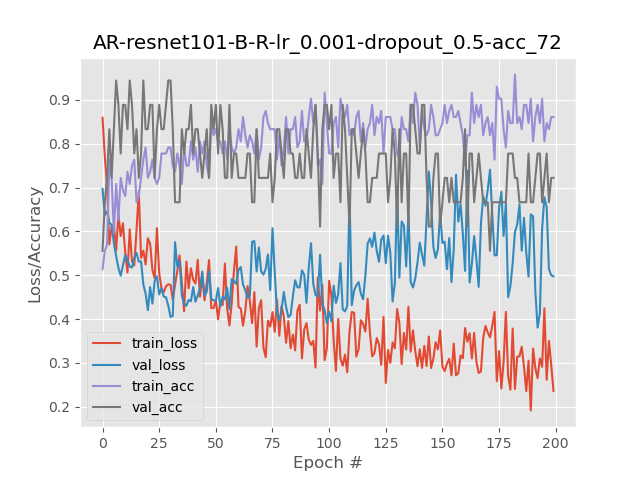 AR-resnet101-B-R-lr_0.001-dropout_0.5-acc_72
Loss/Accuracy
0.9
0.8
0.7
0.6
0.5
0.4
0.3
0.2
train_loss
val_loss
train_acc
val_acc
0 25 50 75 100 125 150 175 200
Epoch #